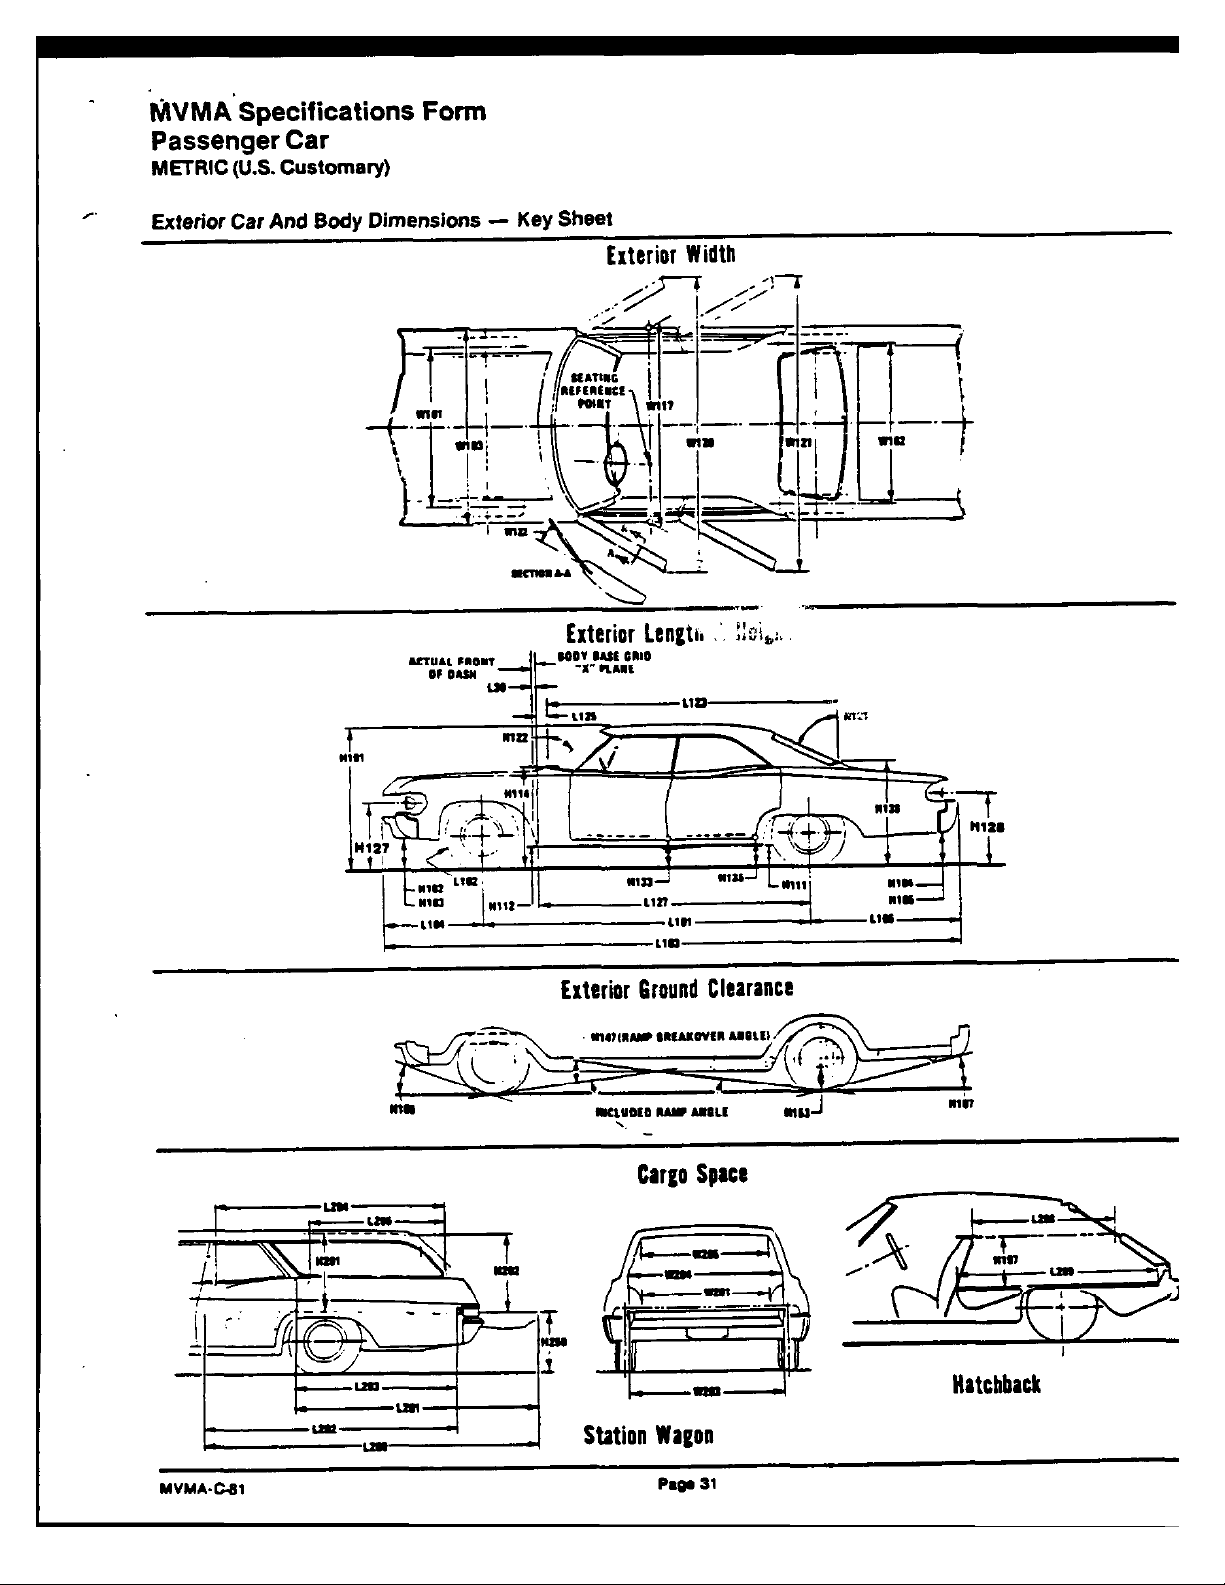 MVMA Specifications Form
Passenger Car
METRIC (U.S. Customary)
Exterior Car And Body Dimensions — Key Sheet
Exterior Width
SEATING
REFERENCE
POINT
W117
W101
W103
W120
W121
W102
W122
A
A
SECTION A-A
Exterior Length
ACTUAL FRONT
OF DASH
BODY BASE GRID
"X" PLANE
L30
L123
L125
H122
H121
H101
H114
H138
H127
H128
L102
H102
H103
H112
H133
H135
H111
H104
H105
L127
L104
L101
L105
L103
Exterior Ground Clearance
H147 (RAMP BREAKOVER ANGLE)
H106
INCLUDED RAMP ANGLE
H153
H107
Cargo Space
L204
L205
H201
H202
H250
L203
L201
L202
W205
W204
W201
W203
L208
H197
L209
Hatchback
Station Wagon
MVMA-C-81
Page 31